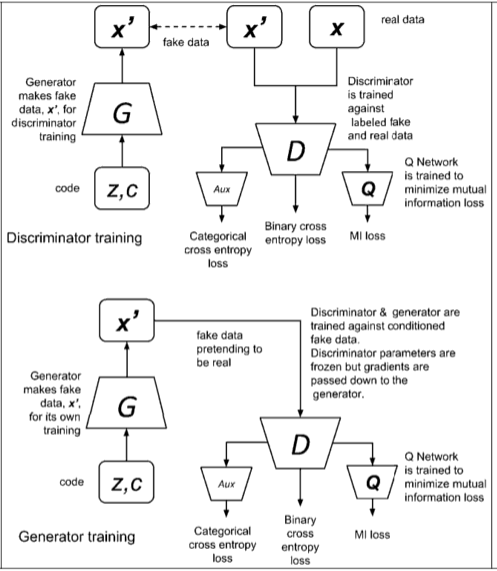 x'
fake data
x'
x
real data
Generator
makes fake
data, x', for
discriminator
training
G
Discriminator
is trained
against
labeled fake
and real data
D
code
z,c
Aux
Q
Q Network
is trained to
minimize mutual
information loss
Discriminator training
Categorical
cross entropy
loss
Binary cross
entropy loss
MI loss
x'
fake data
pretending to
be real
Discriminator & generator are
trained against conditioned
fake data.
Discriminator parameters are
frozen but gradients are
passed down to the
generator.
Generator
makes fake
data, x',
for its own
training
G
D
code
z,c
Aux
Q
Q Network
is trained to
minimize mutual
information loss
Generator training
Categorical
cross entropy
loss
Binary
cross
entropy
loss
MI loss